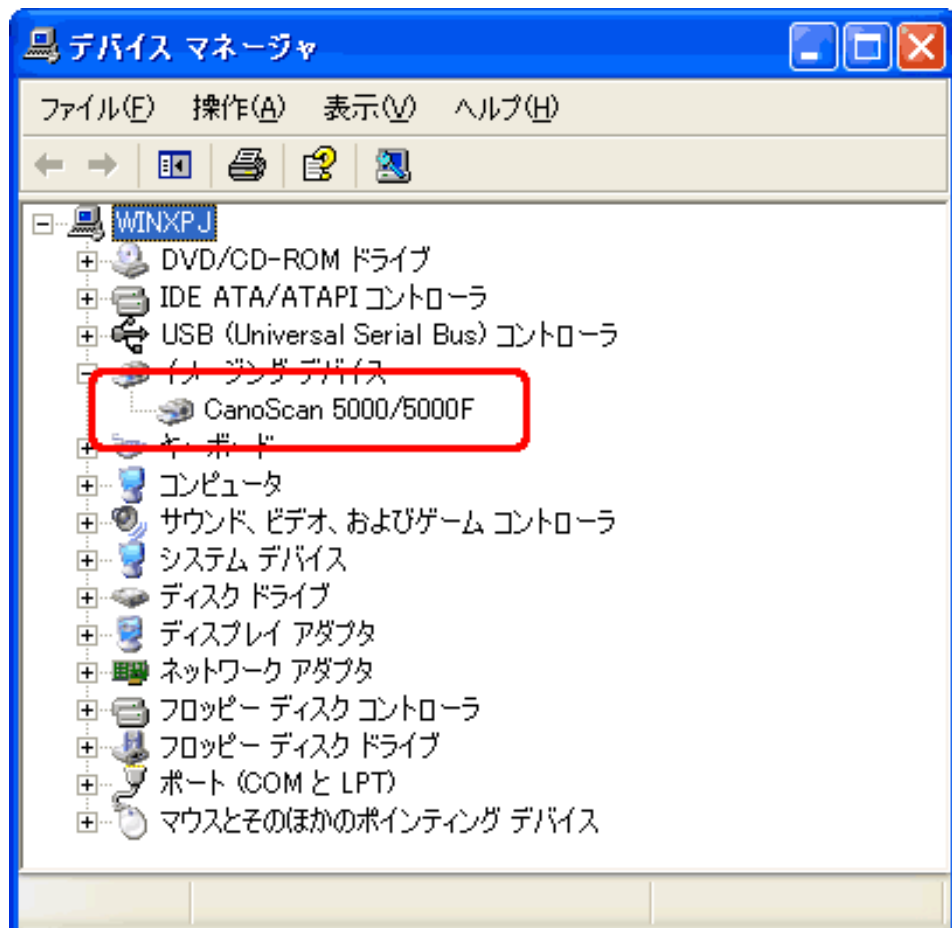 デバイス マネージャ
ファイル(F) 操作(A) 表示(V) ヘルプ(H)
WINXPJ
DVD/CD-ROM ドライブ
IDE ATA/ATAPI コントローラ
USB (Universal Serial Bus) コントローラ
イメージング デバイス
CanoScan 5000/5000F
キーボード
コンピュータ
サウンド、ビデオ、およびゲーム コントローラ
システム デバイス
ディスク ドライブ
ディスプレイ アダプタ
ネットワーク アダプタ
フロッピー ディスク コントローラ
フロッピー ディスク ドライブ
ポート (COM と LPT)
マウスとそのほかのポインティング デバイス